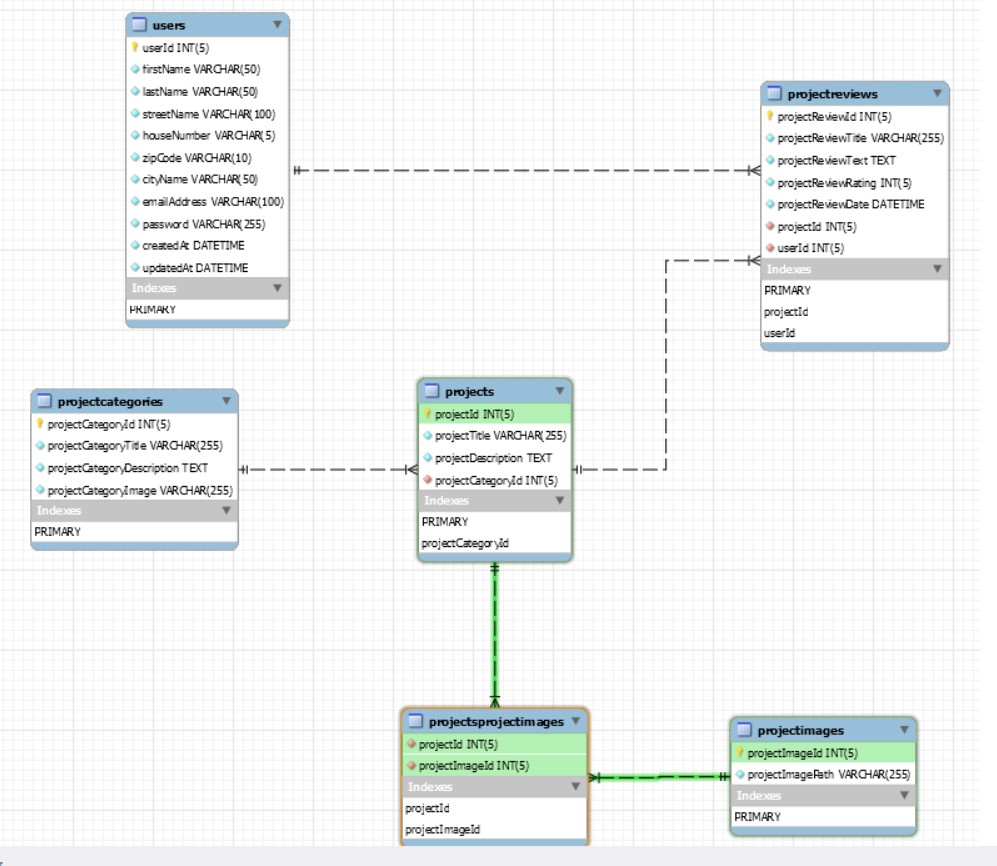 users
userId INT(5)
firstName VARCHAR(50)
lastName VARCHAR(50)
streetName VARCHAR(100)
houseNumber VARCHAR(5)
zipCode VARCHAR(10)
cityName VARCHAR(50)
emailAddress VARCHAR(100)
password VARCHAR(255)
createdAt DATETIME
updatedAt DATETIME
Indexes
PRIMARY
projectreviews
projectReviewId INT(5)
projectReviewTitle VARCHAR(255)
projectReviewText TEXT
projectReviewRating INT(5)
projectReviewDate DATETIME
projectId INT(5)
userId INT(5)
Indexes
PRIMARY
projectId
userId
projectcategories
projectCategoryId INT(5)
projectCategoryTitle VARCHAR(255)
projectCategoryDescription TEXT
projectCategoryImage VARCHAR(255)
Indexes
PRIMARY
projects
projectId INT(5)
projectTitle VARCHAR(255)
projectDescription TEXT
projectCategoryId INT(5)
Indexes
PRIMARY
projectCategoryId
projectsprojectimages
projectId INT(5)
projectImageId INT(5)
Indexes
projectId
projectImageId
projectimages
projectImageId INT(5)
projectImagePath VARCHAR(255)
Indexes
PRIMARY